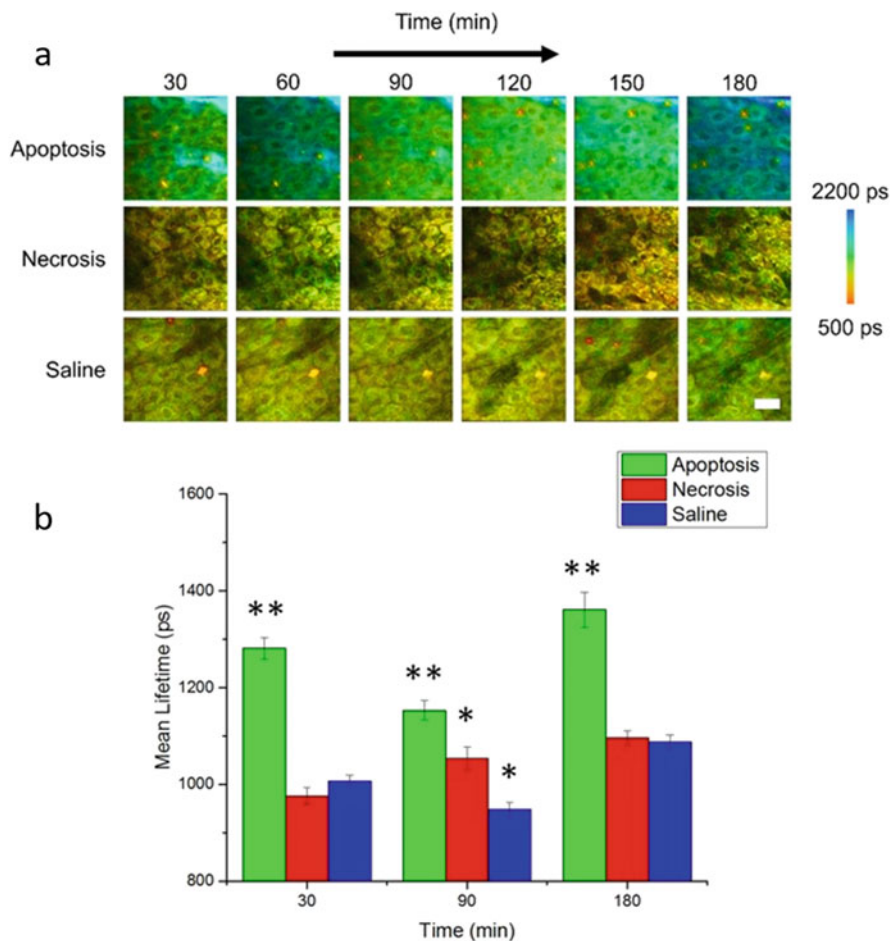 Time (min)
a
30 60 90 120 150 180
Apoptosis
2200 ps
Necrosis
500 ps
Saline
b
Apoptosis
Necrosis
Saline
1600
1400
1200
1000
800
Mean Lifetime (ps)
**
**
*
*
**
30 90 180
Time (min)